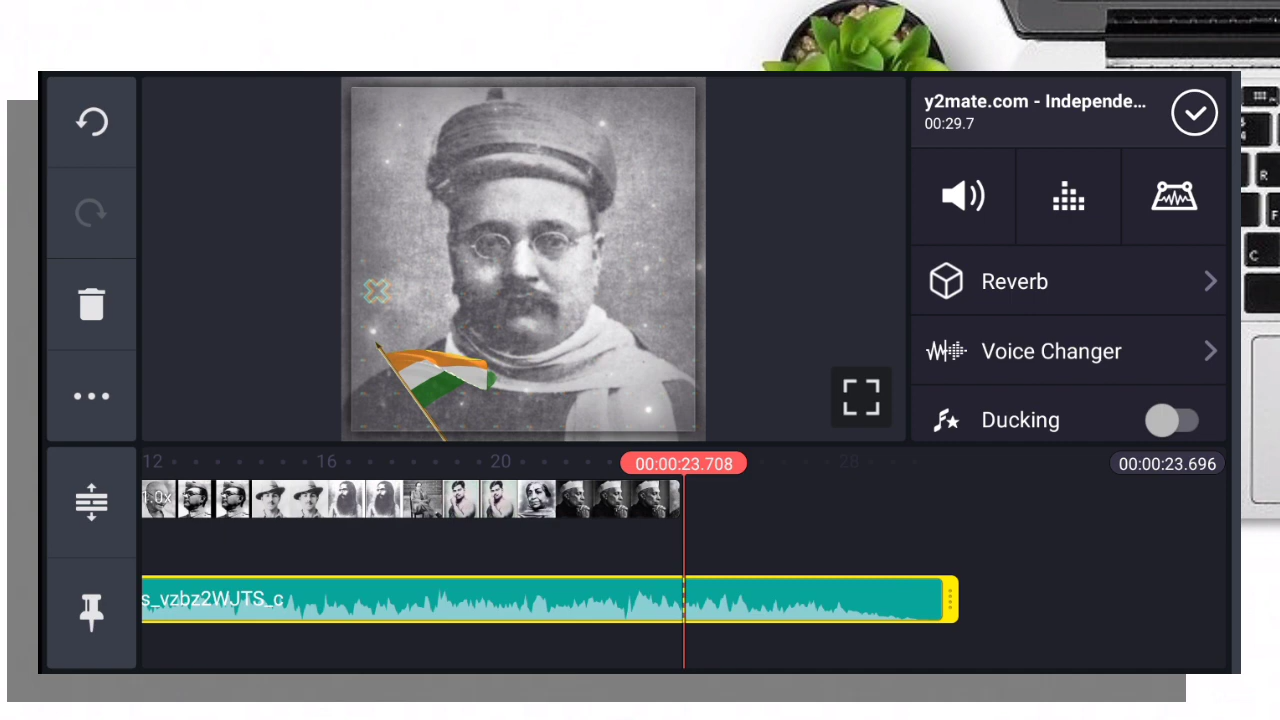 y2mate.com - Independe...
00:29.7
Reverb
Voice Changer
Ducking
12
16
20
00:00:23.708
28
00:00:23.696
1.0x
s_vzbz2WJTS_c
R
F
C